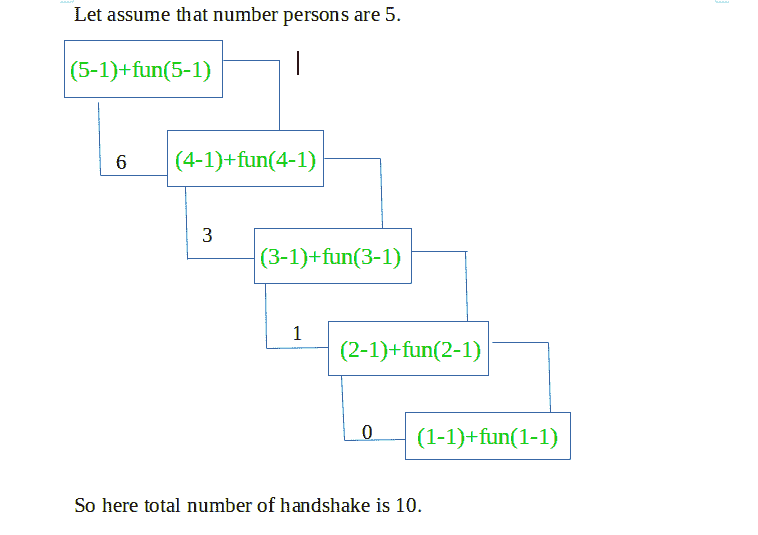 Let assume that number persons are 5.
(5-1)+fun(5-1)
6
(4-1)+fun(4-1)
3
(3-1)+fun(3-1)
1
(2-1)+fun(2-1)
0
(1-1)+fun(1-1)
So here total number of handshake is 10.